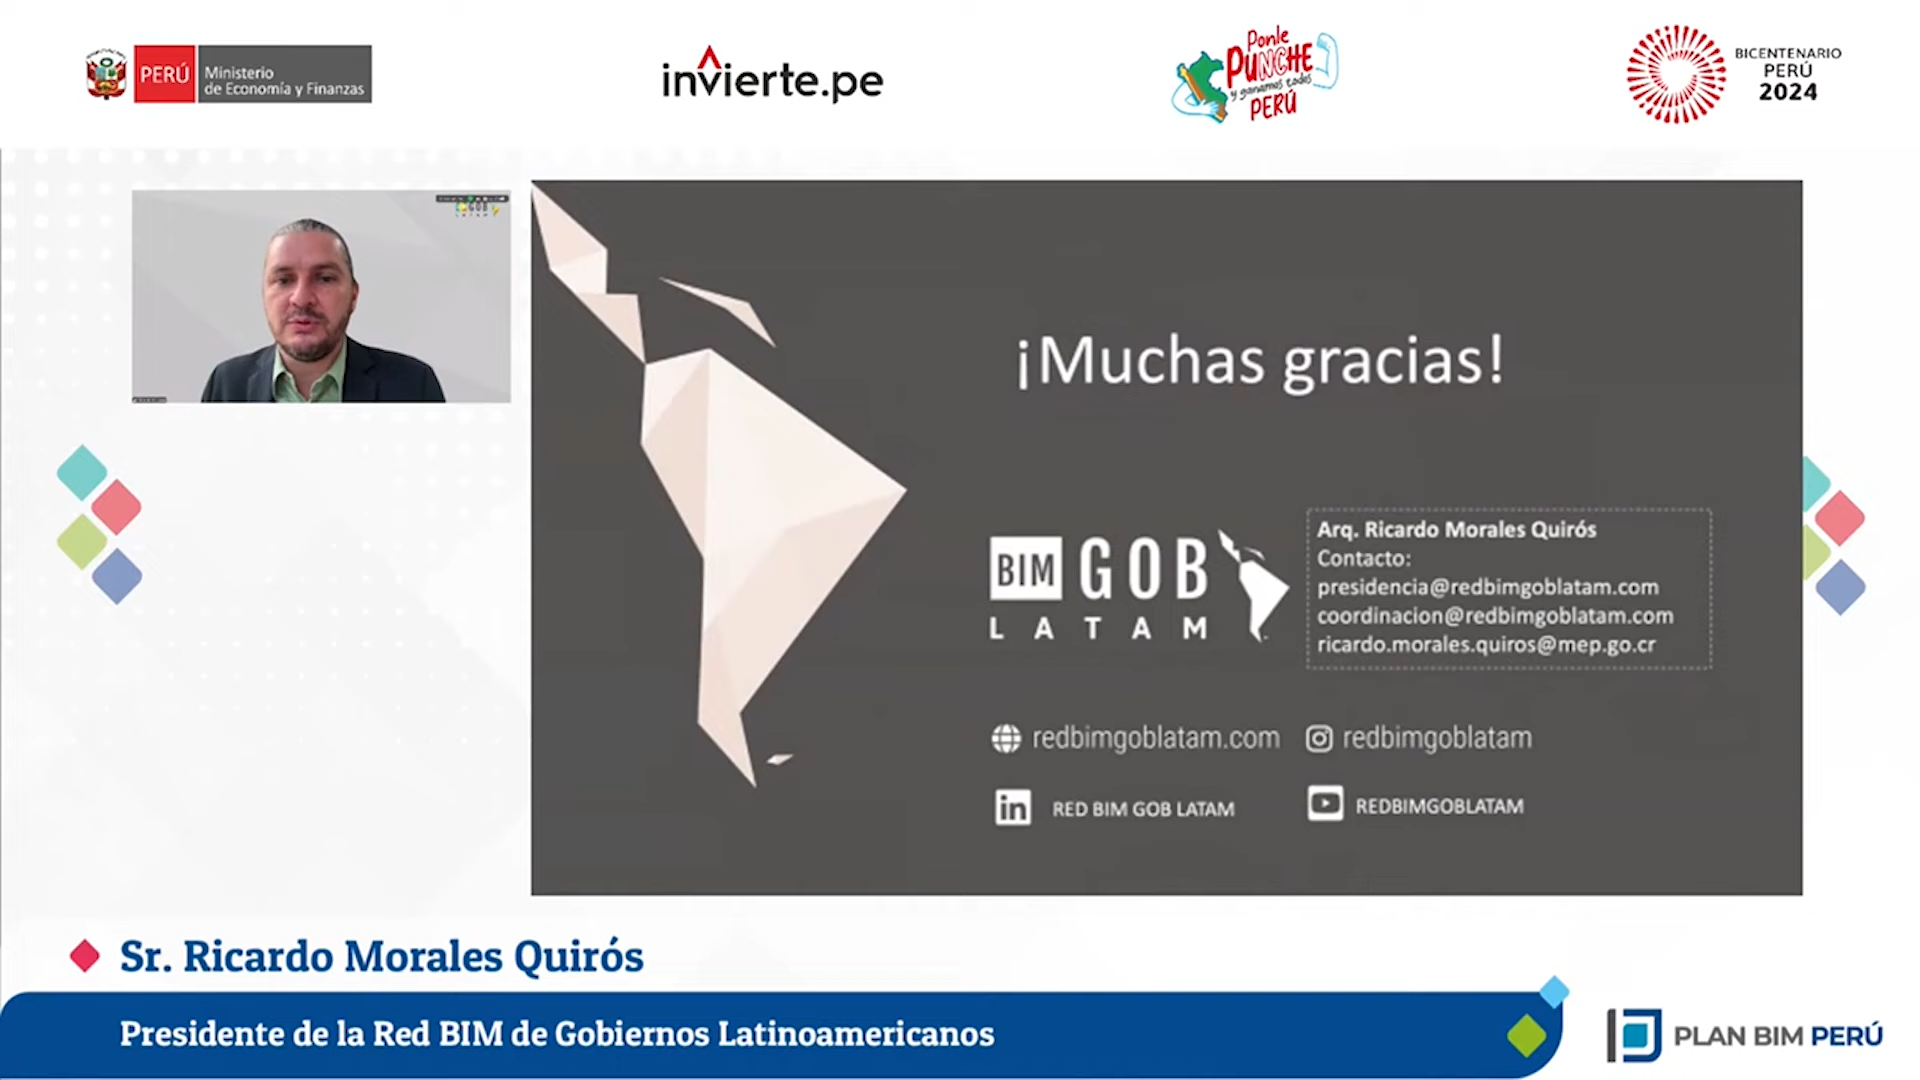 PERÚ
Ministerio
de Economía y Finanzas
invierte.pe
Ponle
PUNCHE
y ganamos todos
PERÚ
BICENTENARIO
PERÚ
2024
¡Muchas gracias!
BIM GOB
LATAM
Arq. Ricardo Morales Quirós
Contacto:
presidencia@redbimgoblatam.com
coordinacion@redbimgoblatam.com
ricardo.morales.quiros@mep.go.cr
redbimgoblatam.com
redbimgoblatam
in
RED BIM GOB LATAM
REDBIMGOBLATAM
Sr. Ricardo Morales Quirós
Presidente de la Red BIM de Gobiernos Latinoamericanos
PLAN BIM PERÚ